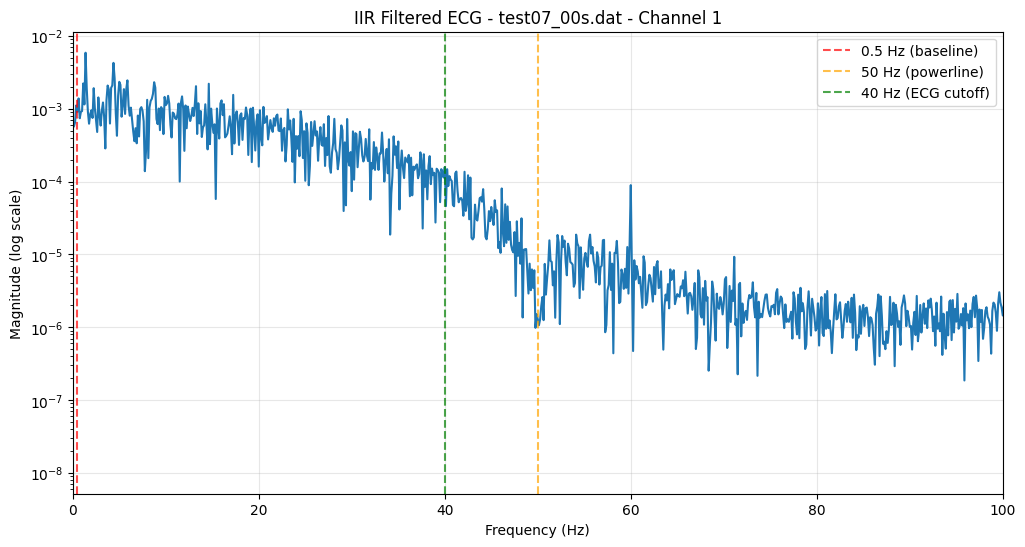 IIR Filtered ECG - test07_00s.dat - Channel 1
0.5 Hz (baseline)
50 Hz (powerline)
40 Hz (ECG cutoff)
Magnitude (log scale)
10⁻²
10⁻³
10⁻⁴
10⁻⁵
10⁻⁶
10⁻⁷
10⁻⁸
0 20 40 60 80 100
Frequency (Hz)